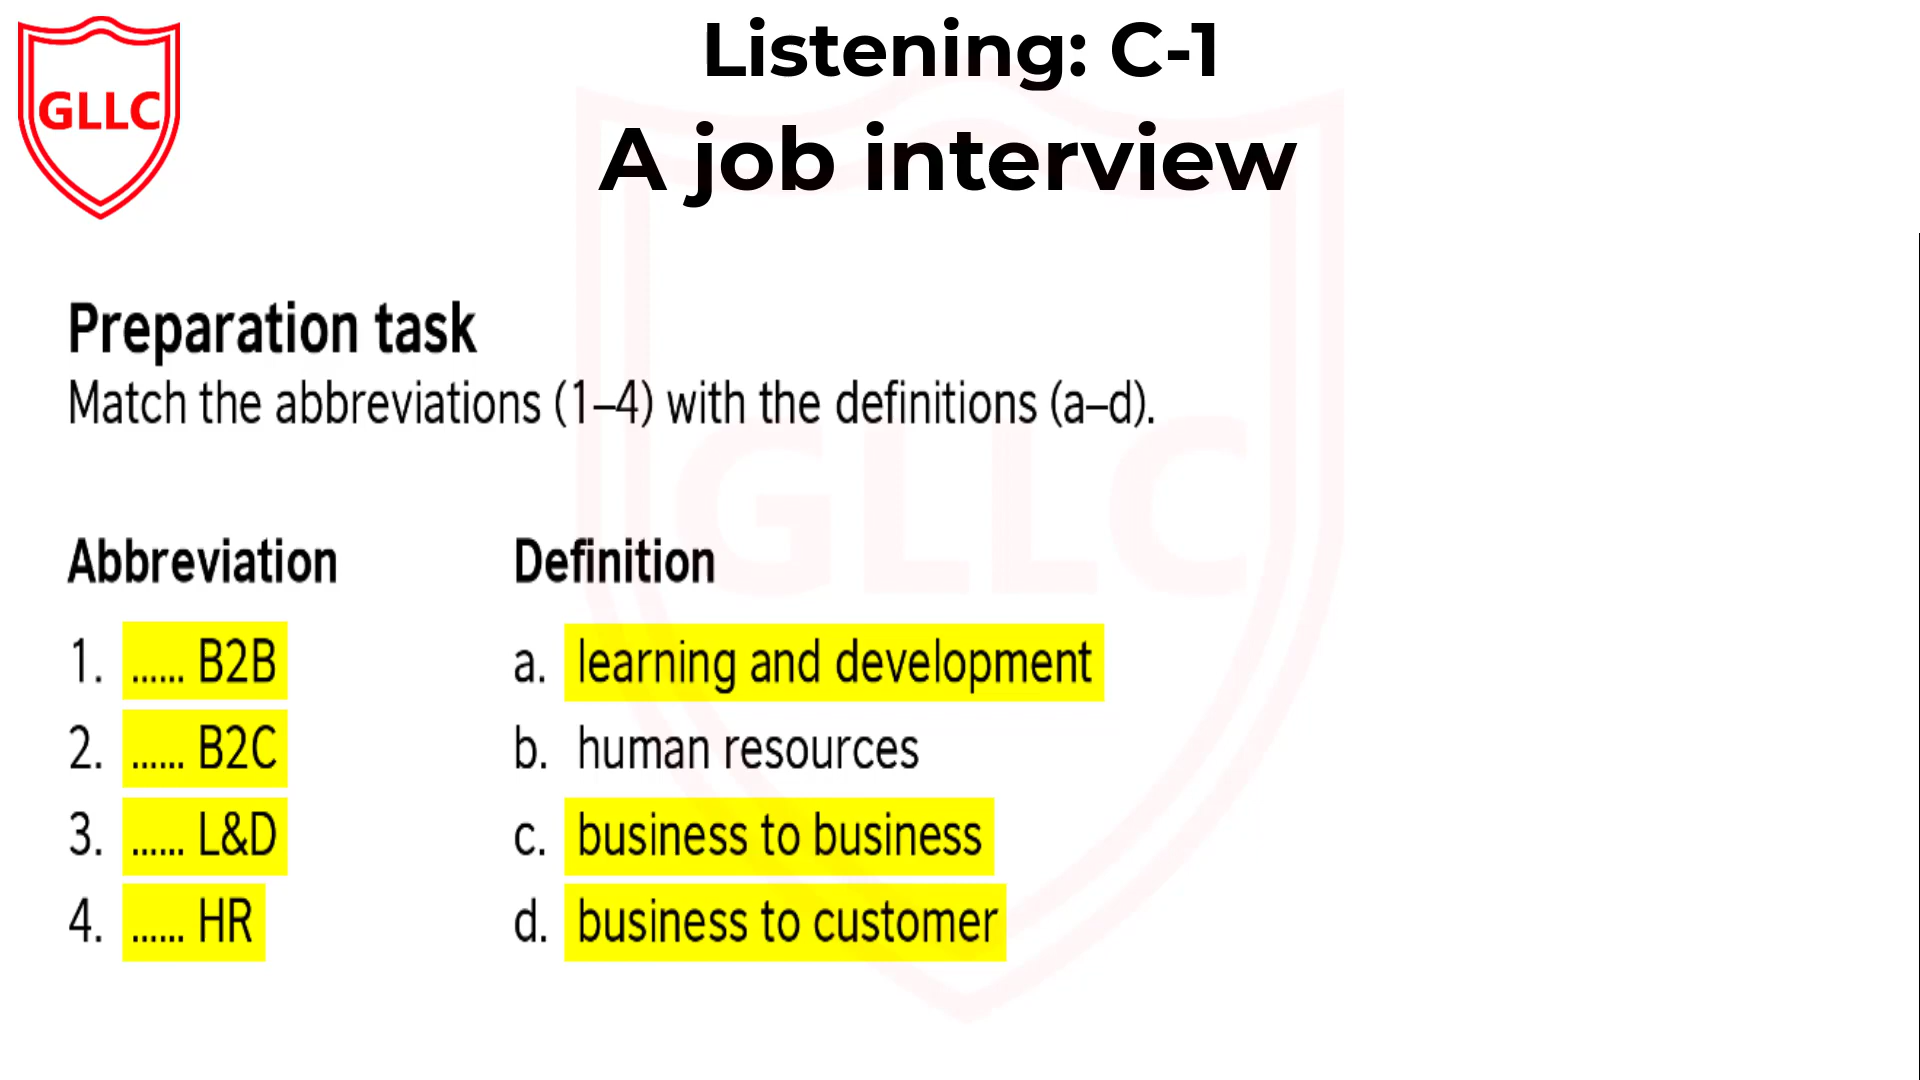 GLLC
Listening: C-1
A job interview
Preparation task
Match the abbreviations (1–4) with the definitions (a–d).
GLLC
Abbreviation Definition
1. ...... B2B a. learning and development
2. ...... B2C b. human resources
3. ...... L&D c. business to business
4. ...... HR d. business to customer